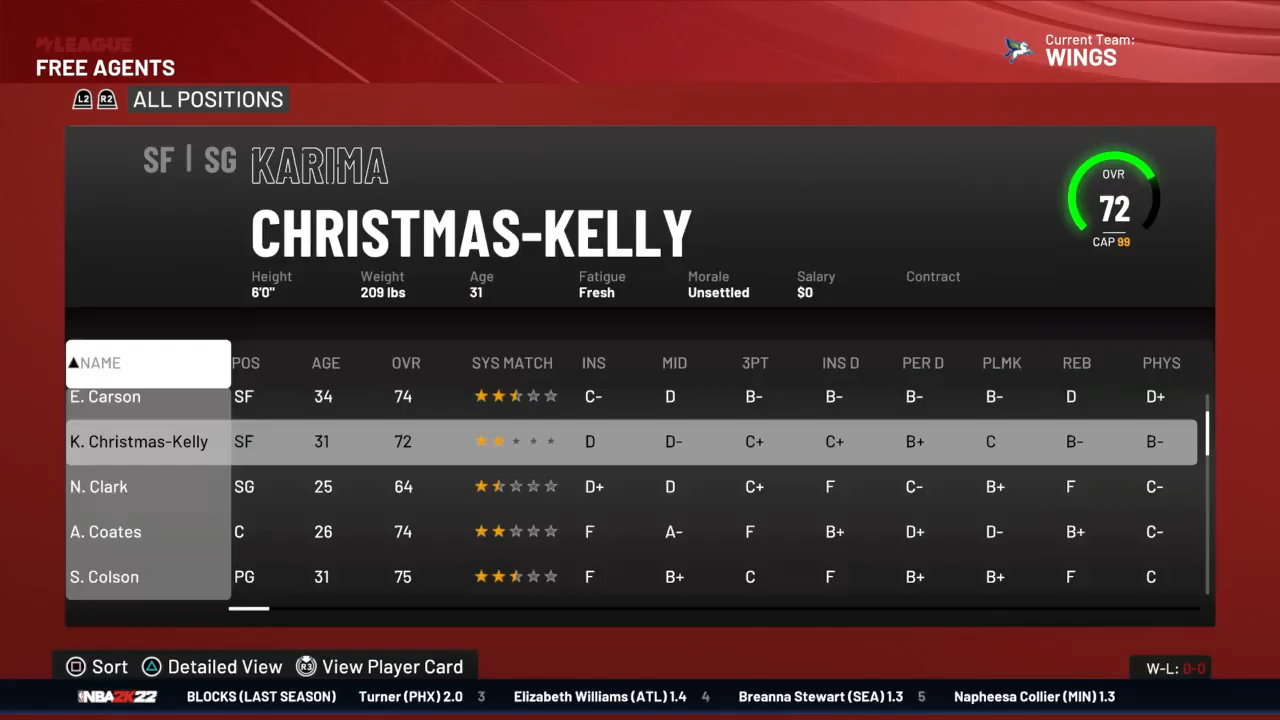 MYLEAGUE
FREE AGENTS
Current Team:
WINGS
L2 R2 ALL POSITIONS
SF | SG KARIMA
CHRISTMAS-KELLY
OVR
72
CAP 99
Height Weight Age Fatigue Morale Salary Contract
6'0" 209 lbs 31 Fresh Unsettled $0
▲NAME POS AGE OVR SYS MATCH INS MID 3PT INS D PER D PLMK REB PHYS
E. Carson SF 34 74 C- D B- B- B- B- D D+
K. Christmas-Kelly SF 31 72 D D- C+ C+ B+ C B- B-
N. Clark SG 25 64 D+ D C+ F C- B+ F C-
A. Coates C 26 74 F A- F B+ D+ D- B+ C-
S. Colson PG 31 75 F B+ C F B+ B+ F C
Sort Detailed View R3 View Player Card
W-L: 0-0
NBA2K22 BLOCKS (LAST SEASON) Turner (PHX) 2.0 3 Elizabeth Williams (ATL) 1.4 4 Breanna Stewart (SEA) 1.3 5 Napheesa Collier (MIN) 1.3